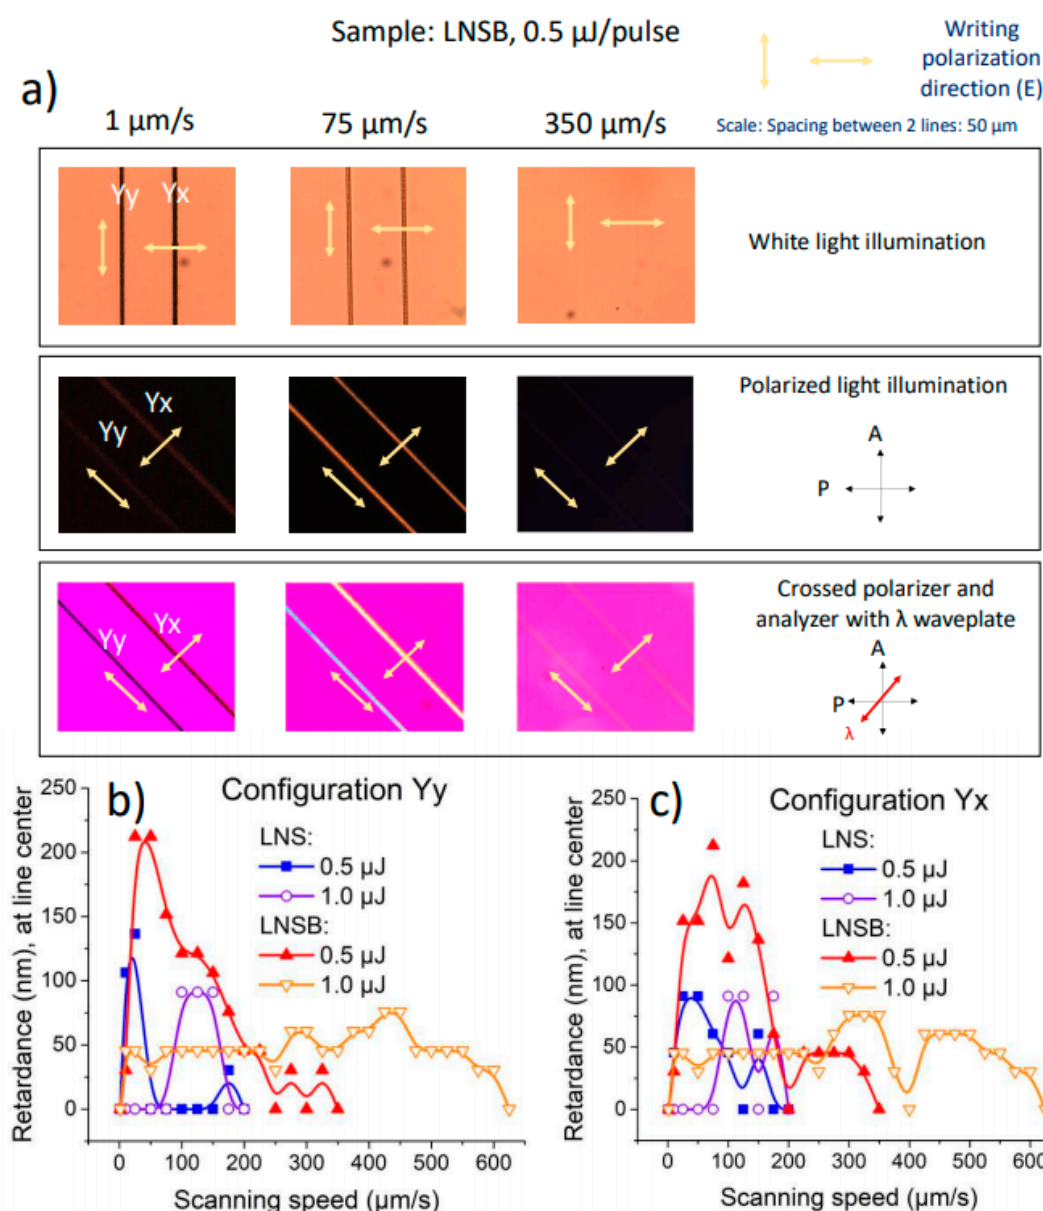 Sample: LNSB, 0.5 µJ/pulse
Writing
polarization
direction (E)
a)
1 µm/s
75 µm/s
350 µm/s
Scale: Spacing between 2 lines: 50 µm
Yy
Yx
White light illumination
Polarized light illumination
Yx
Yy
A
P
Crossed polarizer and
analyzer with λ waveplate
Yx
Yy
A
P
λ
b)
Configuration Yy
LNS:
0.5 µJ
1.0 µJ
LNSB:
0.5 µJ
1.0 µJ
Retardance (nm), at line center
250
200
150
100
50
0
0 100 200 300 400 500 600
Scanning speed (µm/s)
c)
Configuration Yx
LNS:
0.5 µJ
1.0 µJ
LNSB:
0.5 µJ
1.0 µJ
Retardance (nm), at line center
250
200
150
100
50
0
0 100 200 300 400 500 600
Scanning speed (µm/s)